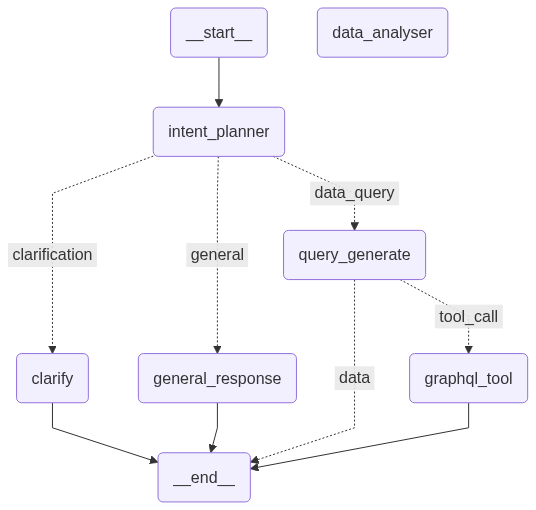 __start__
data_analyser
intent_planner
data_query
clarification
general
query_generate
tool_call
data
clarify
general_response
graphql_tool
__end__